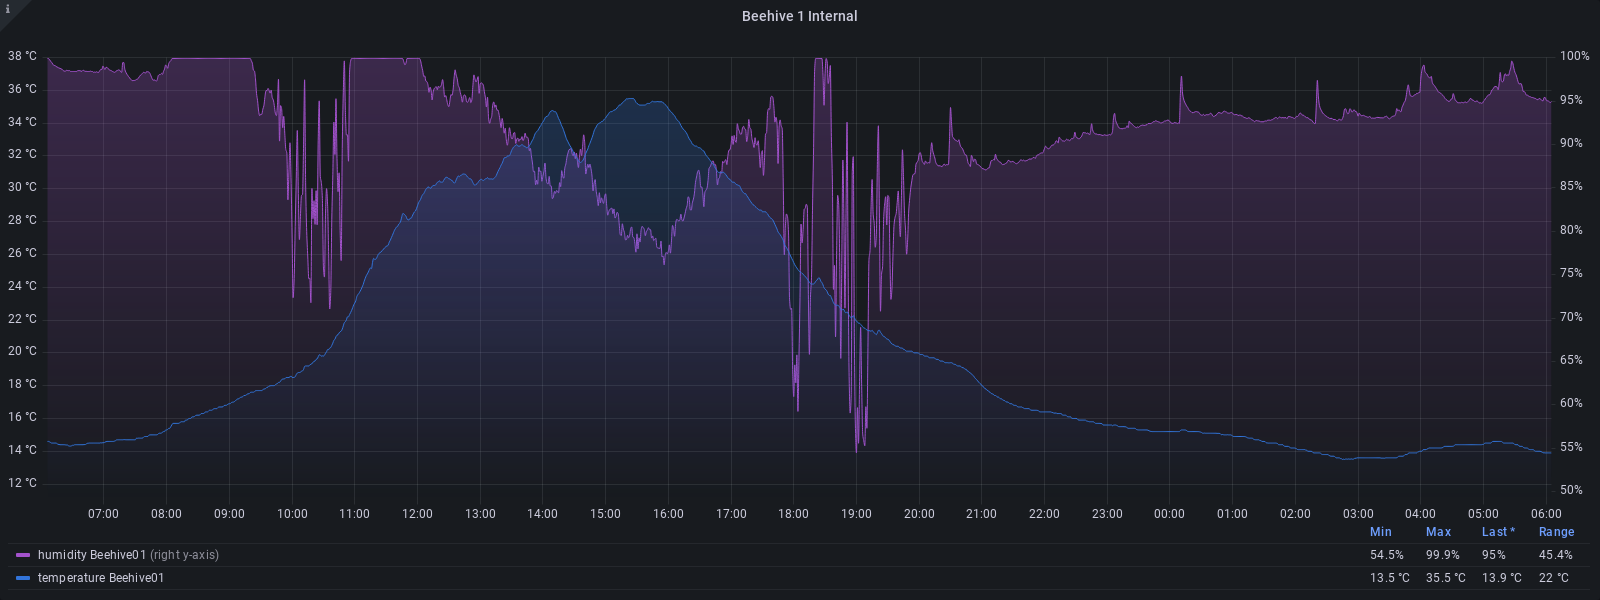 i
Beehive 1 Internal
38 °C 100%
36 °C 95%
34 °C 90%
32 °C 85%
30 °C 80%
28 °C 75%
26 °C 70%
24 °C 65%
22 °C 60%
20 °C 55%
18 °C 50%
16 °C
14 °C
12 °C
07:00 08:00 09:00 10:00 11:00 12:00 13:00 14:00 15:00 16:00 17:00 18:00 19:00 20:00 21:00 22:00 23:00 00:00 01:00 02:00 03:00 04:00 05:00 06:00
Min Max Last * Range
humidity Beehive01 (right y-axis) 54.5% 99.9% 95% 45.4%
temperature Beehive01 13.5 °C 35.5 °C 13.9 °C 22 °C